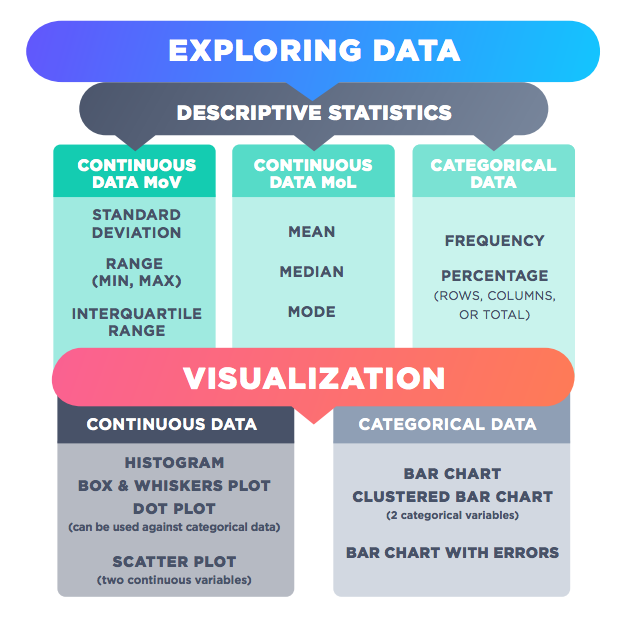 EXPLORING DATA
DESCRIPTIVE STATISTICS
CONTINUOUS
DATA MoV
STANDARD
DEVIATION
RANGE
(MIN, MAX)
INTERQUARTILE
RANGE
CONTINUOUS
DATA MoL
MEAN
MEDIAN
MODE
CATEGORICAL
DATA
FREQUENCY
PERCENTAGE
(ROWS, COLUMNS,
OR TOTAL)
VISUALIZATION
CONTINUOUS DATA
HISTOGRAM
BOX & WHISKERS PLOT
DOT PLOT
(can be used against categorical data)
SCATTER PLOT
(two continuous variables)
CATEGORICAL DATA
BAR CHART
CLUSTERED BAR CHART
(2 categorical variables)
BAR CHART WITH ERRORS